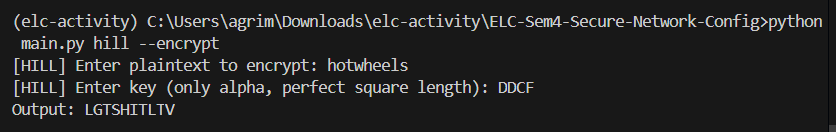 (elc-activity) C:\Users\agrim\Downloads\elc-activity\ELC-Sem4-Secure-Network-Config>python
 main.py hill --encrypt
[HILL] Enter plaintext to encrypt: hotwheels
[HILL] Enter key (only alpha, perfect square length): DDCF
Output: LGTSHITLTV